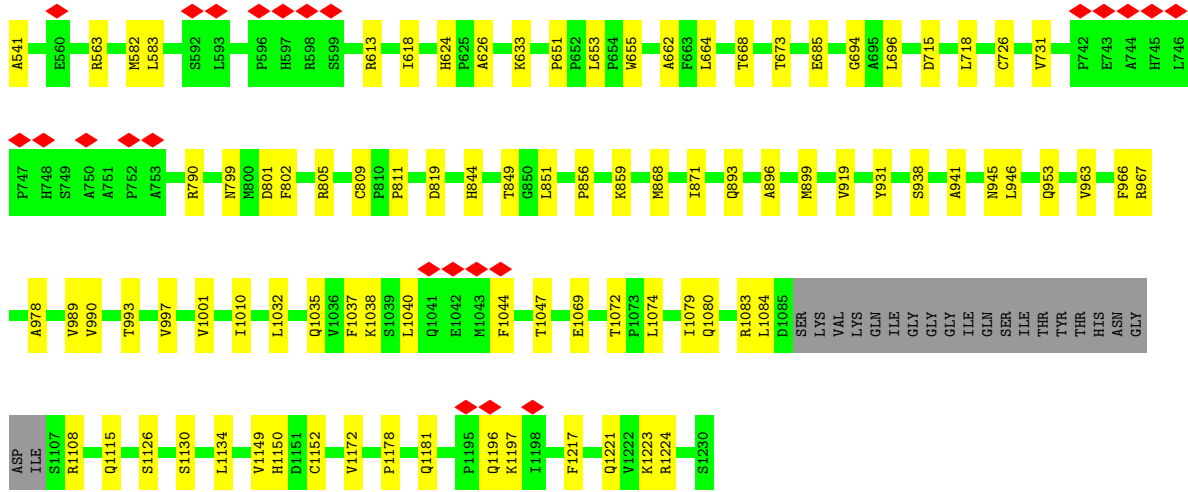 A541 E560 R563 M582 L583 S592 L593 P596 H597 R598 S599 R613 I618 H624 P625 A626 K633 P651 P652 L653 P654 W655 A662 F663 L664 T668 T673 E685 G694 A695 L696 D715 L718 C726 V731 P742 E743 A744 H745 L746
P747 H748 S749 A750 A751 P752 A753 R790 N799 M800 D801 F802 R805 C809 P810 P811 D819 H844 T849 G850 L851 P856 K859 M868 I871 Q893 A896 M899 V919 Y931 S938 A941 N945 L946 Q953 V963 F966 R967
A978 V989 V990 T993 V997 V1001 I1010 L1032 Q1035 V1036 F1037 K1038 S1039 L1040 Q1041 E1042 M1043 F1044 T1047 E1069 T1072 P1073 L1074 I1079 Q1080 R1083 L1084 D1085 SER LYS VAL LYS GLN ILE GLY GLY GLY ILE GLN SER ILE THR TYR THR HIS ASN GLY
ASP ILE S1107 R1108 Q1115 S1126 S1130 L1134 V1149 H1150 D1151 C1152 V1172 P1178 Q1181 P1195 Q1196 K1197 I1198 F1217 Q1221 V1222 K1223 R1224 S1230